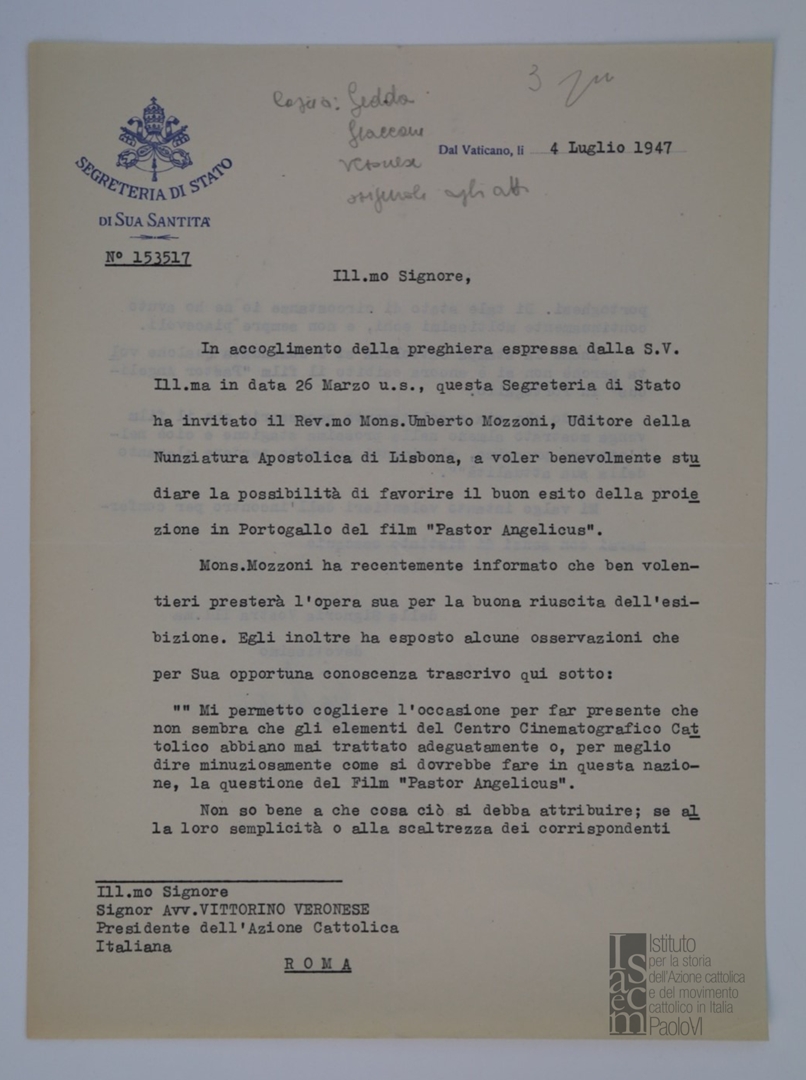 3
Copia: Gedda
Veronese
originale agli atti
SEGRETERIA DI STATO
DI SUA SANTITÀ
Dal Vaticano, li 4 Luglio 1947
Nº 153517
Ill.mo Signore,
In accoglimento della preghiera espressa dalla S.V.
Ill.ma in data 26 Marzo u.s., questa Segreteria di Stato
ha invitato il Rev.mo Mons.Umberto Mozzoni, Uditore della
Nunziatura Apostolica di Lisbona, a voler benevolmente stu
diare la possibilità di favorire il buon esito della proie
zione in Portogallo del film "Pastor Angelicus".
Mons.Mozzoni ha recentemente informato che ben volen-
tieri presterà l'opera sua per la buona riuscita dell'esi-
bizione. Egli inoltre ha esposto alcune osservazioni che
per Sua opportuna conoscenza trascrivo qui sotto:
"" Mi permetto cogliere l'occasione per far presente che
non sembra che gli elementi del Centro Cinematografico Cat
tolico abbiano mai trattato adeguatamente o, per meglio
dire minuziosamente come si dovrebbe fare in questa nazio-
ne, la questione del Film "Pastor Angelicus".
Non so bene a che cosa ciò si debba attribuire; se al
la loro semplicità o alla scaltrezza dei corrispondenti
Ill.mo Signore
Signor Avv.VITTORINO VERONESE
Presidente dell'Azione Cattolica
Italiana
R O M A
Isacem
Istituto
per la storia
dell'Azione cattolica
e del movimento
cattolico in Italia
PaoloVI